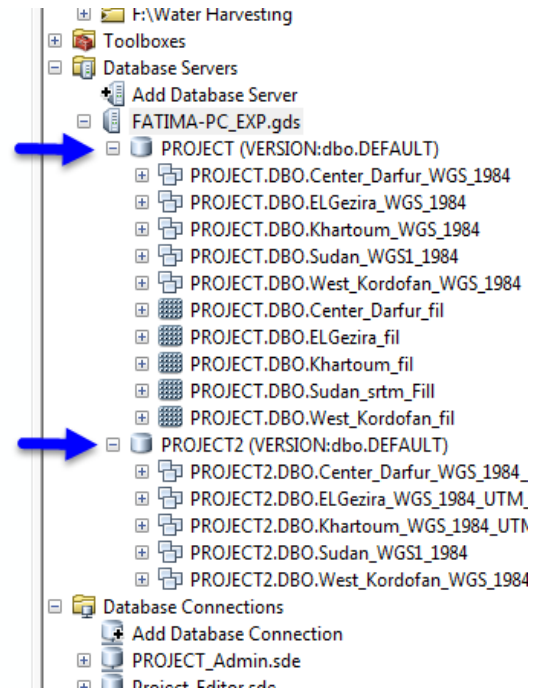 F:\Water Harvesting
Toolboxes
Database Servers
Add Database Server
FATIMA-PC_EXP.gds
PROJECT (VERSION:dbo.DEFAULT)
PROJECT.DBO.Center_Darfur_WGS_1984
PROJECT.DBO.ELGezira_WGS_1984
PROJECT.DBO.Khartoum_WGS_1984
PROJECT.DBO.Sudan_WGS1_1984
PROJECT.DBO.West_Kordofan_WGS_1984
PROJECT.DBO.Center_Darfur_fil
PROJECT.DBO.ELGezira_fil
PROJECT.DBO.Khartoum_fil
PROJECT.DBO.Sudan_srtm_Fill
PROJECT.DBO.West_Kordofan_fil
PROJECT2 (VERSION:dbo.DEFAULT)
PROJECT2.DBO.Center_Darfur_WGS_1984_
PROJECT2.DBO.ELGezira_WGS_1984_UTM_
PROJECT2.DBO.Khartoum_WGS_1984_UTM
PROJECT2.DBO.Sudan_WGS1_1984
PROJECT2.DBO.West_Kordofan_WGS_1984
Database Connections
Add Database Connection
PROJECT_Admin.sde
Project_Editor.sde